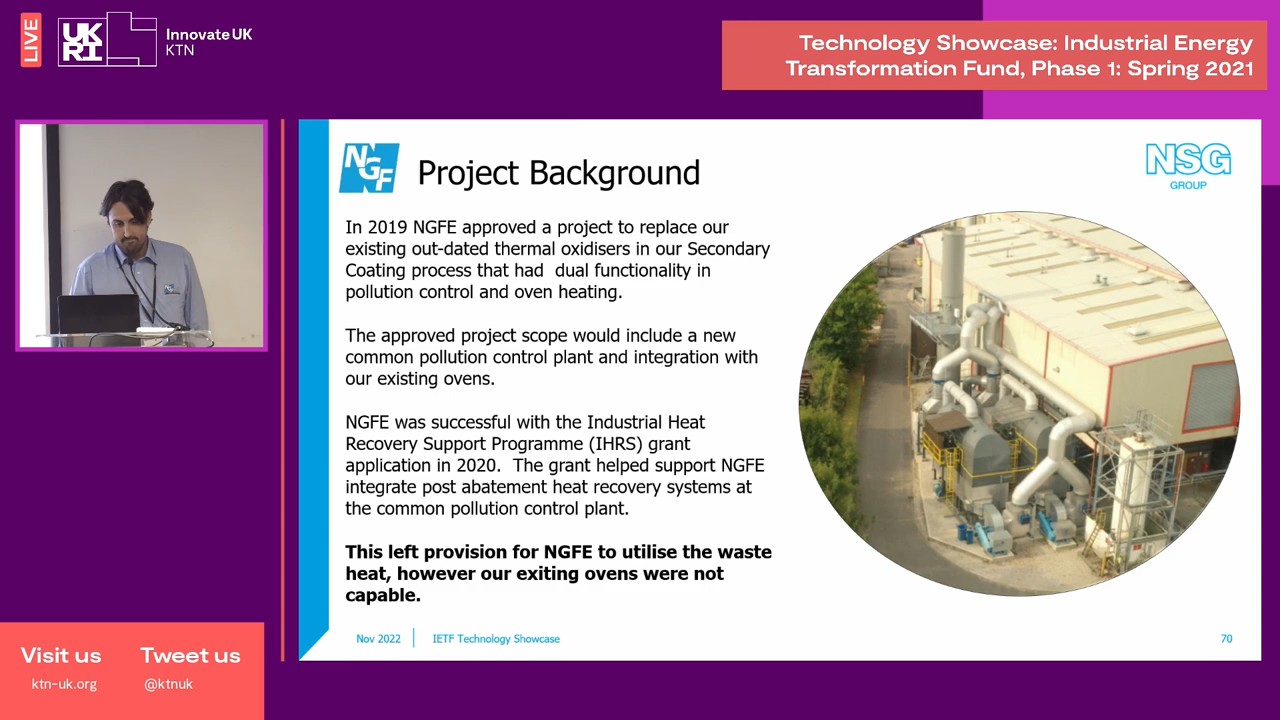 LIVE
UK
RI
Innovate UK
KTN
Technology Showcase: Industrial Energy
Transformation Fund, Phase 1: Spring 2021
NGF
Project Background
NSG
GROUP
In 2019 NGFE approved a project to replace our
existing out-dated thermal oxidisers in our Secondary
Coating process that had dual functionality in
pollution control and oven heating.
The approved project scope would include a new
common pollution control plant and integration with
our existing ovens.
NGFE was successful with the Industrial Heat
Recovery Support Programme (IHRS) grant
application in 2020. The grant helped support NGFE
integrate post abatement heat recovery systems at
the common pollution control plant.
This left provision for NGFE to utilise the waste
heat, however our exiting ovens were not
capable.
Nov 2022
IETF Technology Showcase
70
Visit us
ktn-uk.org
Tweet us
@ktnuk